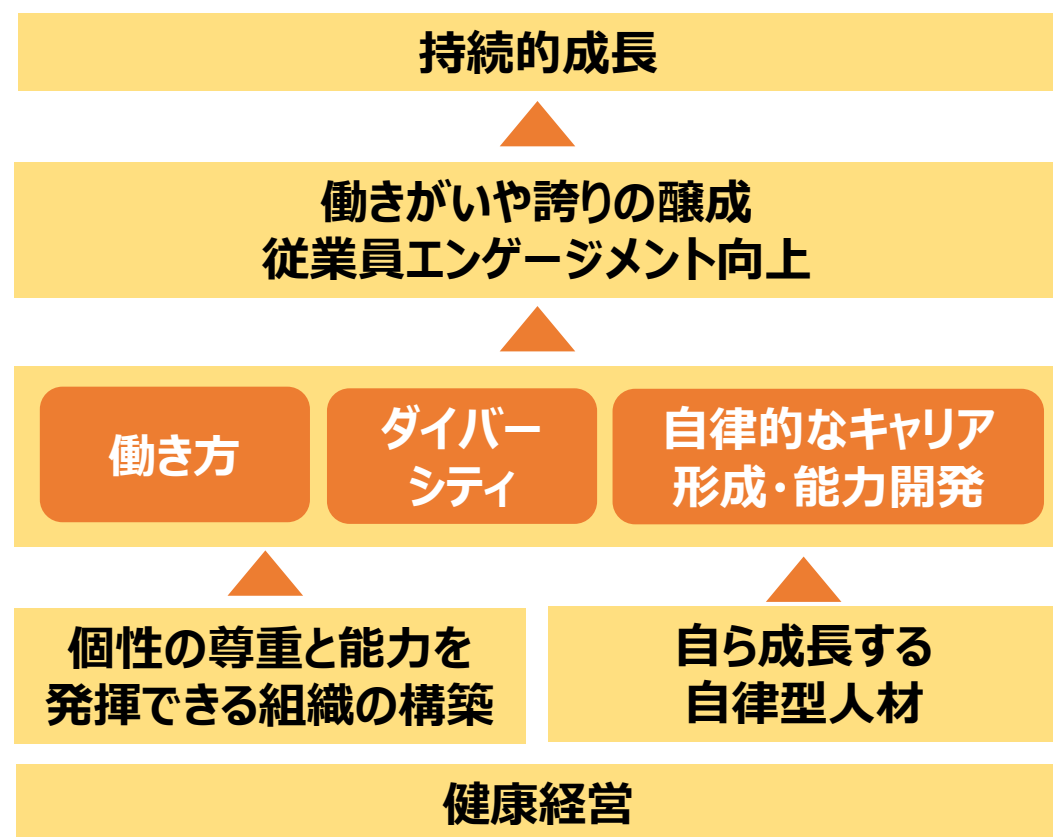 持続的成長
働きがいや誇りの醸成
従業員エンゲージメント向上
働き方
ダイバー
シティ
自律的なキャリア
形成・能力開発
個性の尊重と能力を
発揮できる組織の構築
自ら成長する
自律型人材
健康経営